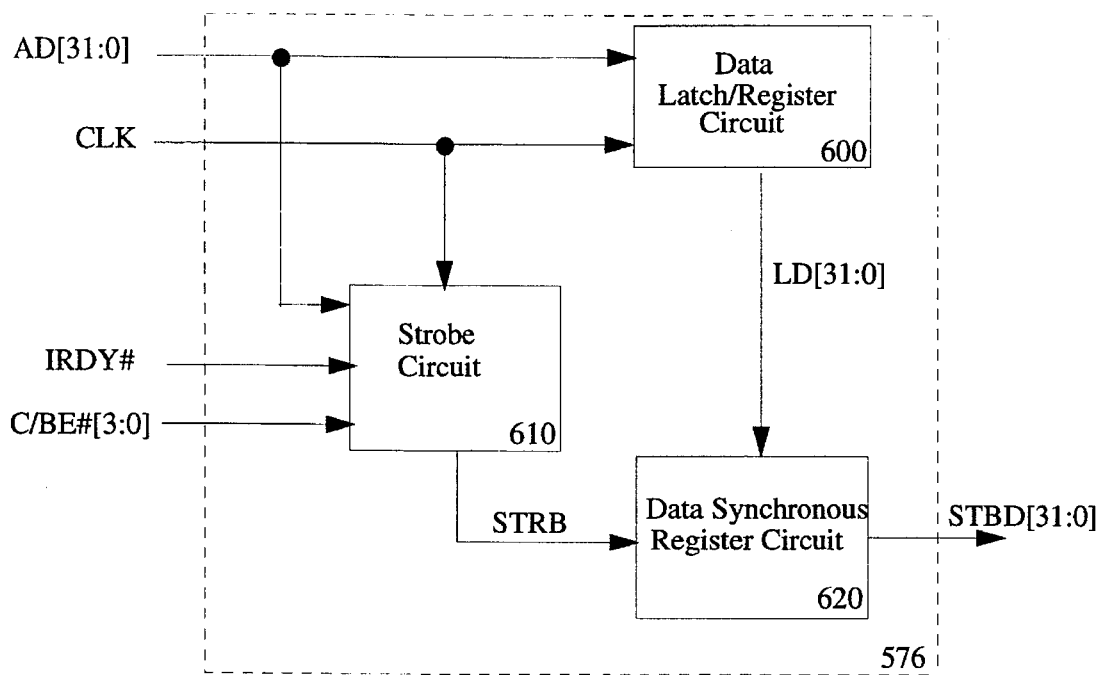 AD[31:0]
CLK
Data
Latch/Register
Circuit
600
LD[31:0]
IRDY#
C/BE#[3:0]
Strobe
Circuit
610
STRB
Data Synchronous
Register Circuit
620
STBD[31:0]
576